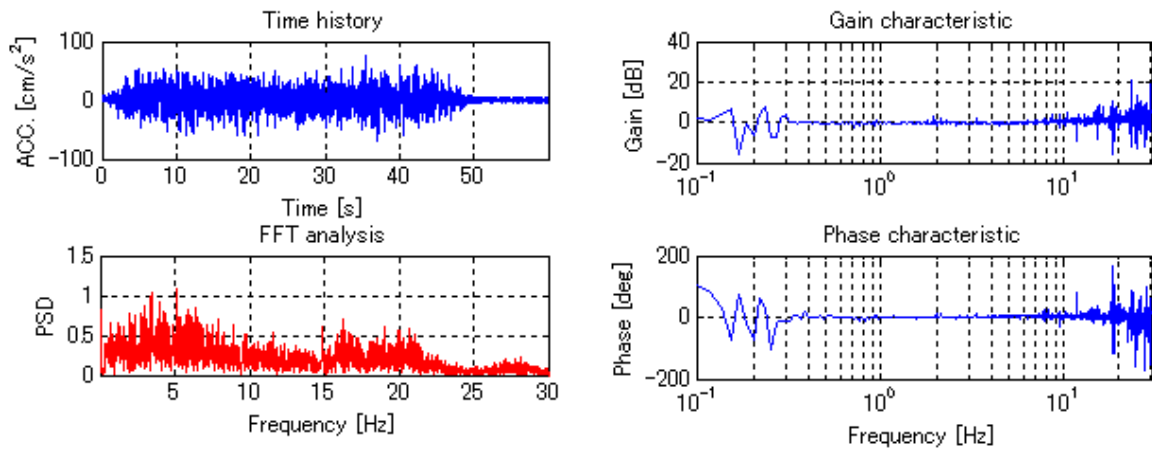 Time history
ACC. [cm/s²]
100
0
−100
0 10 20 30 40 50
Time [s]
FFT analysis
PSD
1.5
1
0.5
0
5 10 15 20 25 30
Frequency [Hz]
Gain characteristic
Gain [dB]
40
20
0
−20
10⁻¹ 10⁰ 10¹
Phase characteristic
Phase [deg]
200
0
−200
10⁻¹ 10⁰ 10¹
Frequency [Hz]